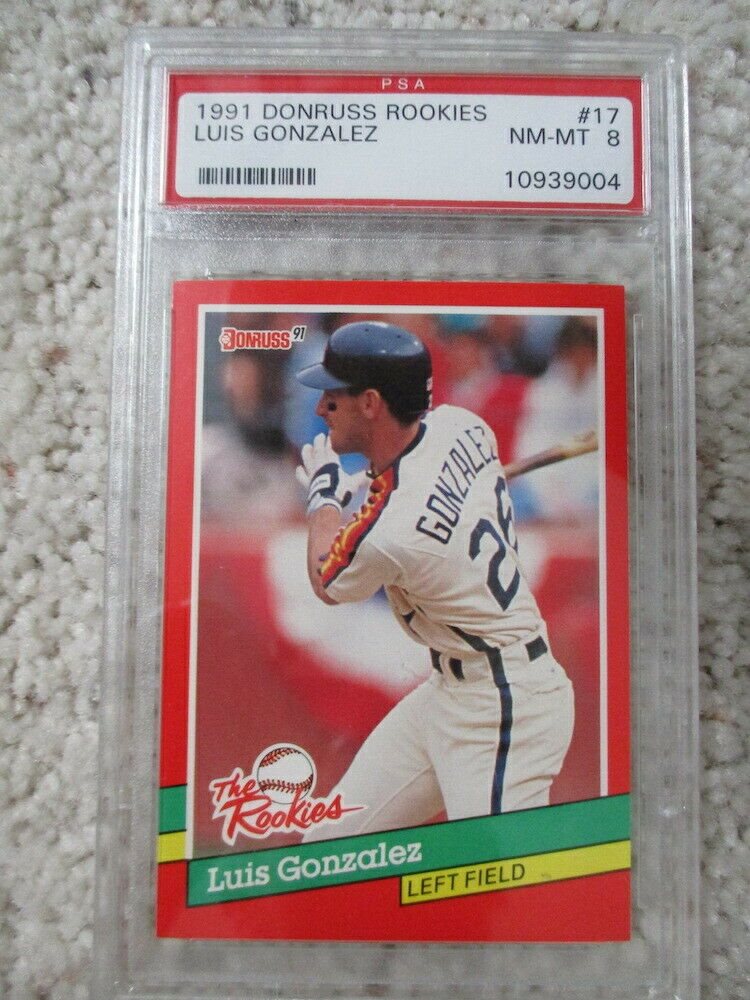 PSA
1991 DONRUSS ROOKIES #17
LUIS GONZALEZ NM-MT 8
10939004
DONRUSS 91
GONZALEZ
26
The
Rookies
Luis Gonzalez
LEFT FIELD